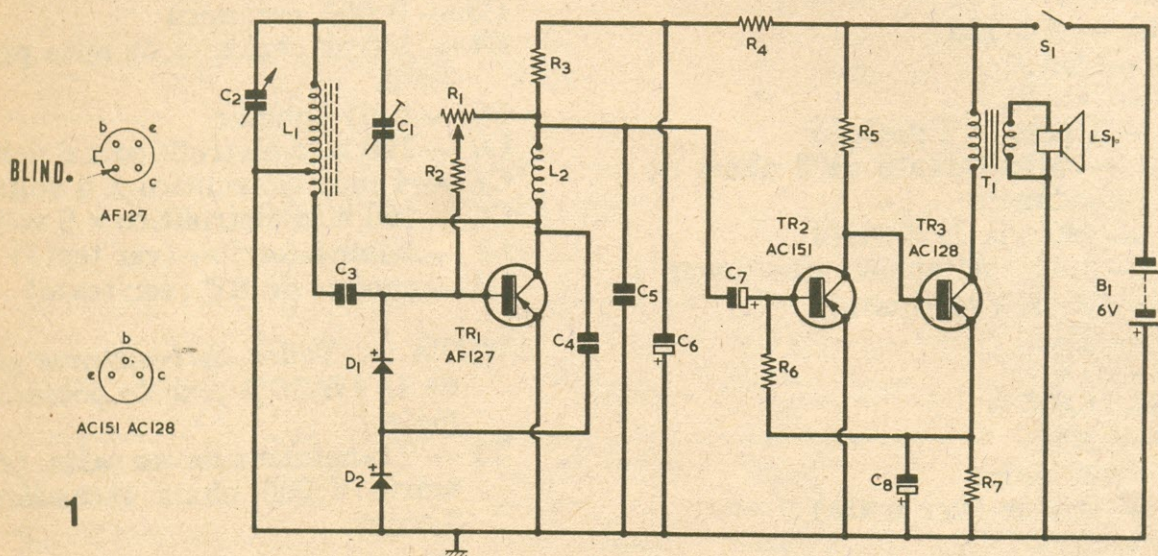 b
e
BLIND.
c
AF127
b
e
c
AC151 AC128
1
C2
L1
C1
R1
R2
R3
L2
C3
TR1
AF127
D1
D2
C4
C5
C6
+
R4
R5
C7
+
TR2
AC151
TR3
AC128
R6
C8
+
R7
T1
LS1
S1
B1
6V
+
+
+